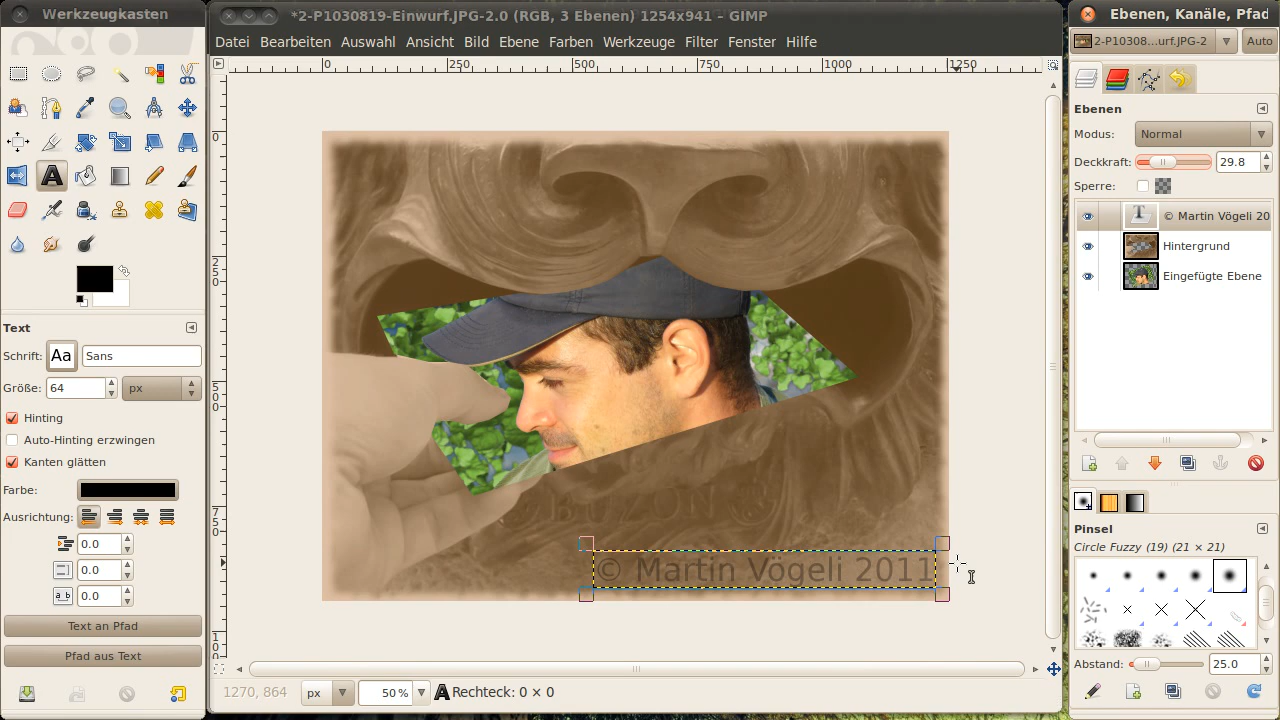 Werkzeugkasten
*2-P1030819-Einwurf.JPG-2.0 (RGB, 3 Ebenen) 1254x941 – GIMP
Ebenen, Kanäle, Pfad
Datei Bearbeiten Auswahl Ansicht Bild Ebene Farben Werkzeuge Filter Fenster Hilfe
2-P10308...urf.JPG-2 Auto
0 250 500 750 1000 1250
0
250
500
750
100
Text
Schrift: Aa Sans
Größe: 64 px
Hinting
Auto-Hinting erzwingen
Kanten glätten
Farbe:
Ausrichtung:
0.0
0.0
0.0
Text an Pfad
Pfad aus Text
© Martin Vögeli 2011
1270, 864 px 50 % Rechteck: 0 × 0
Ebenen
Modus: Normal
Deckkraft: 29.8
Sperre:
© Martin Vögeli 20
Hintergrund
Eingefügte Ebene
Pinsel
Circle Fuzzy (19) (21 × 21)
Abstand: 25.0